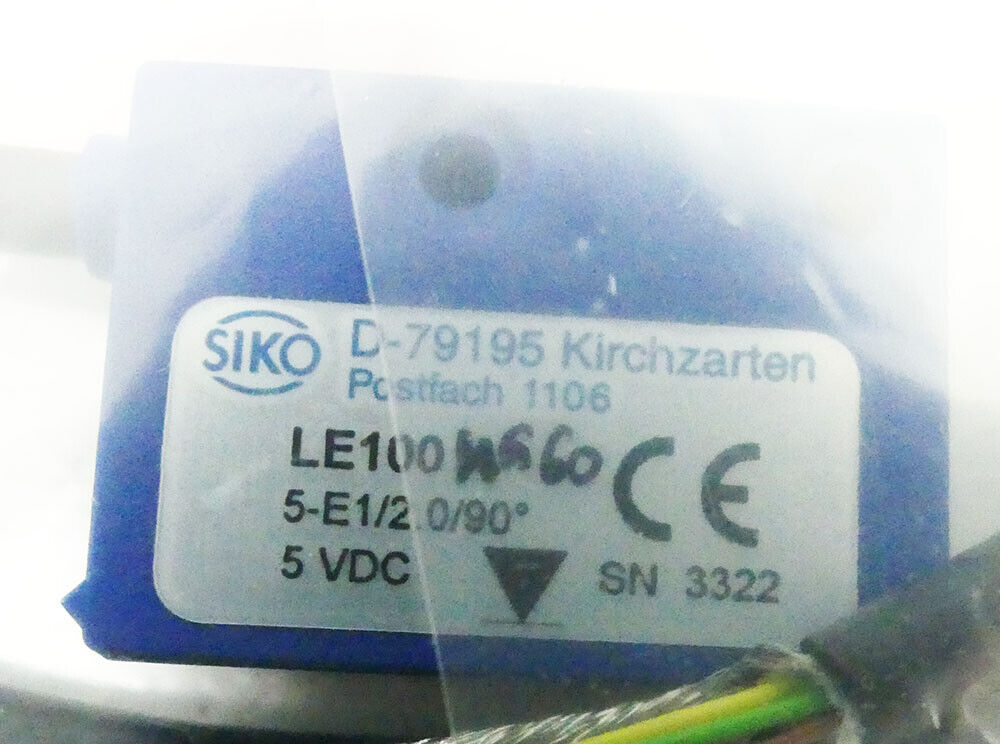 SIKO
D-79195 Kirchzarten
Postfach 1106
LE100
5-E1/2.0/90°
5 VDC
CE
SN 3322